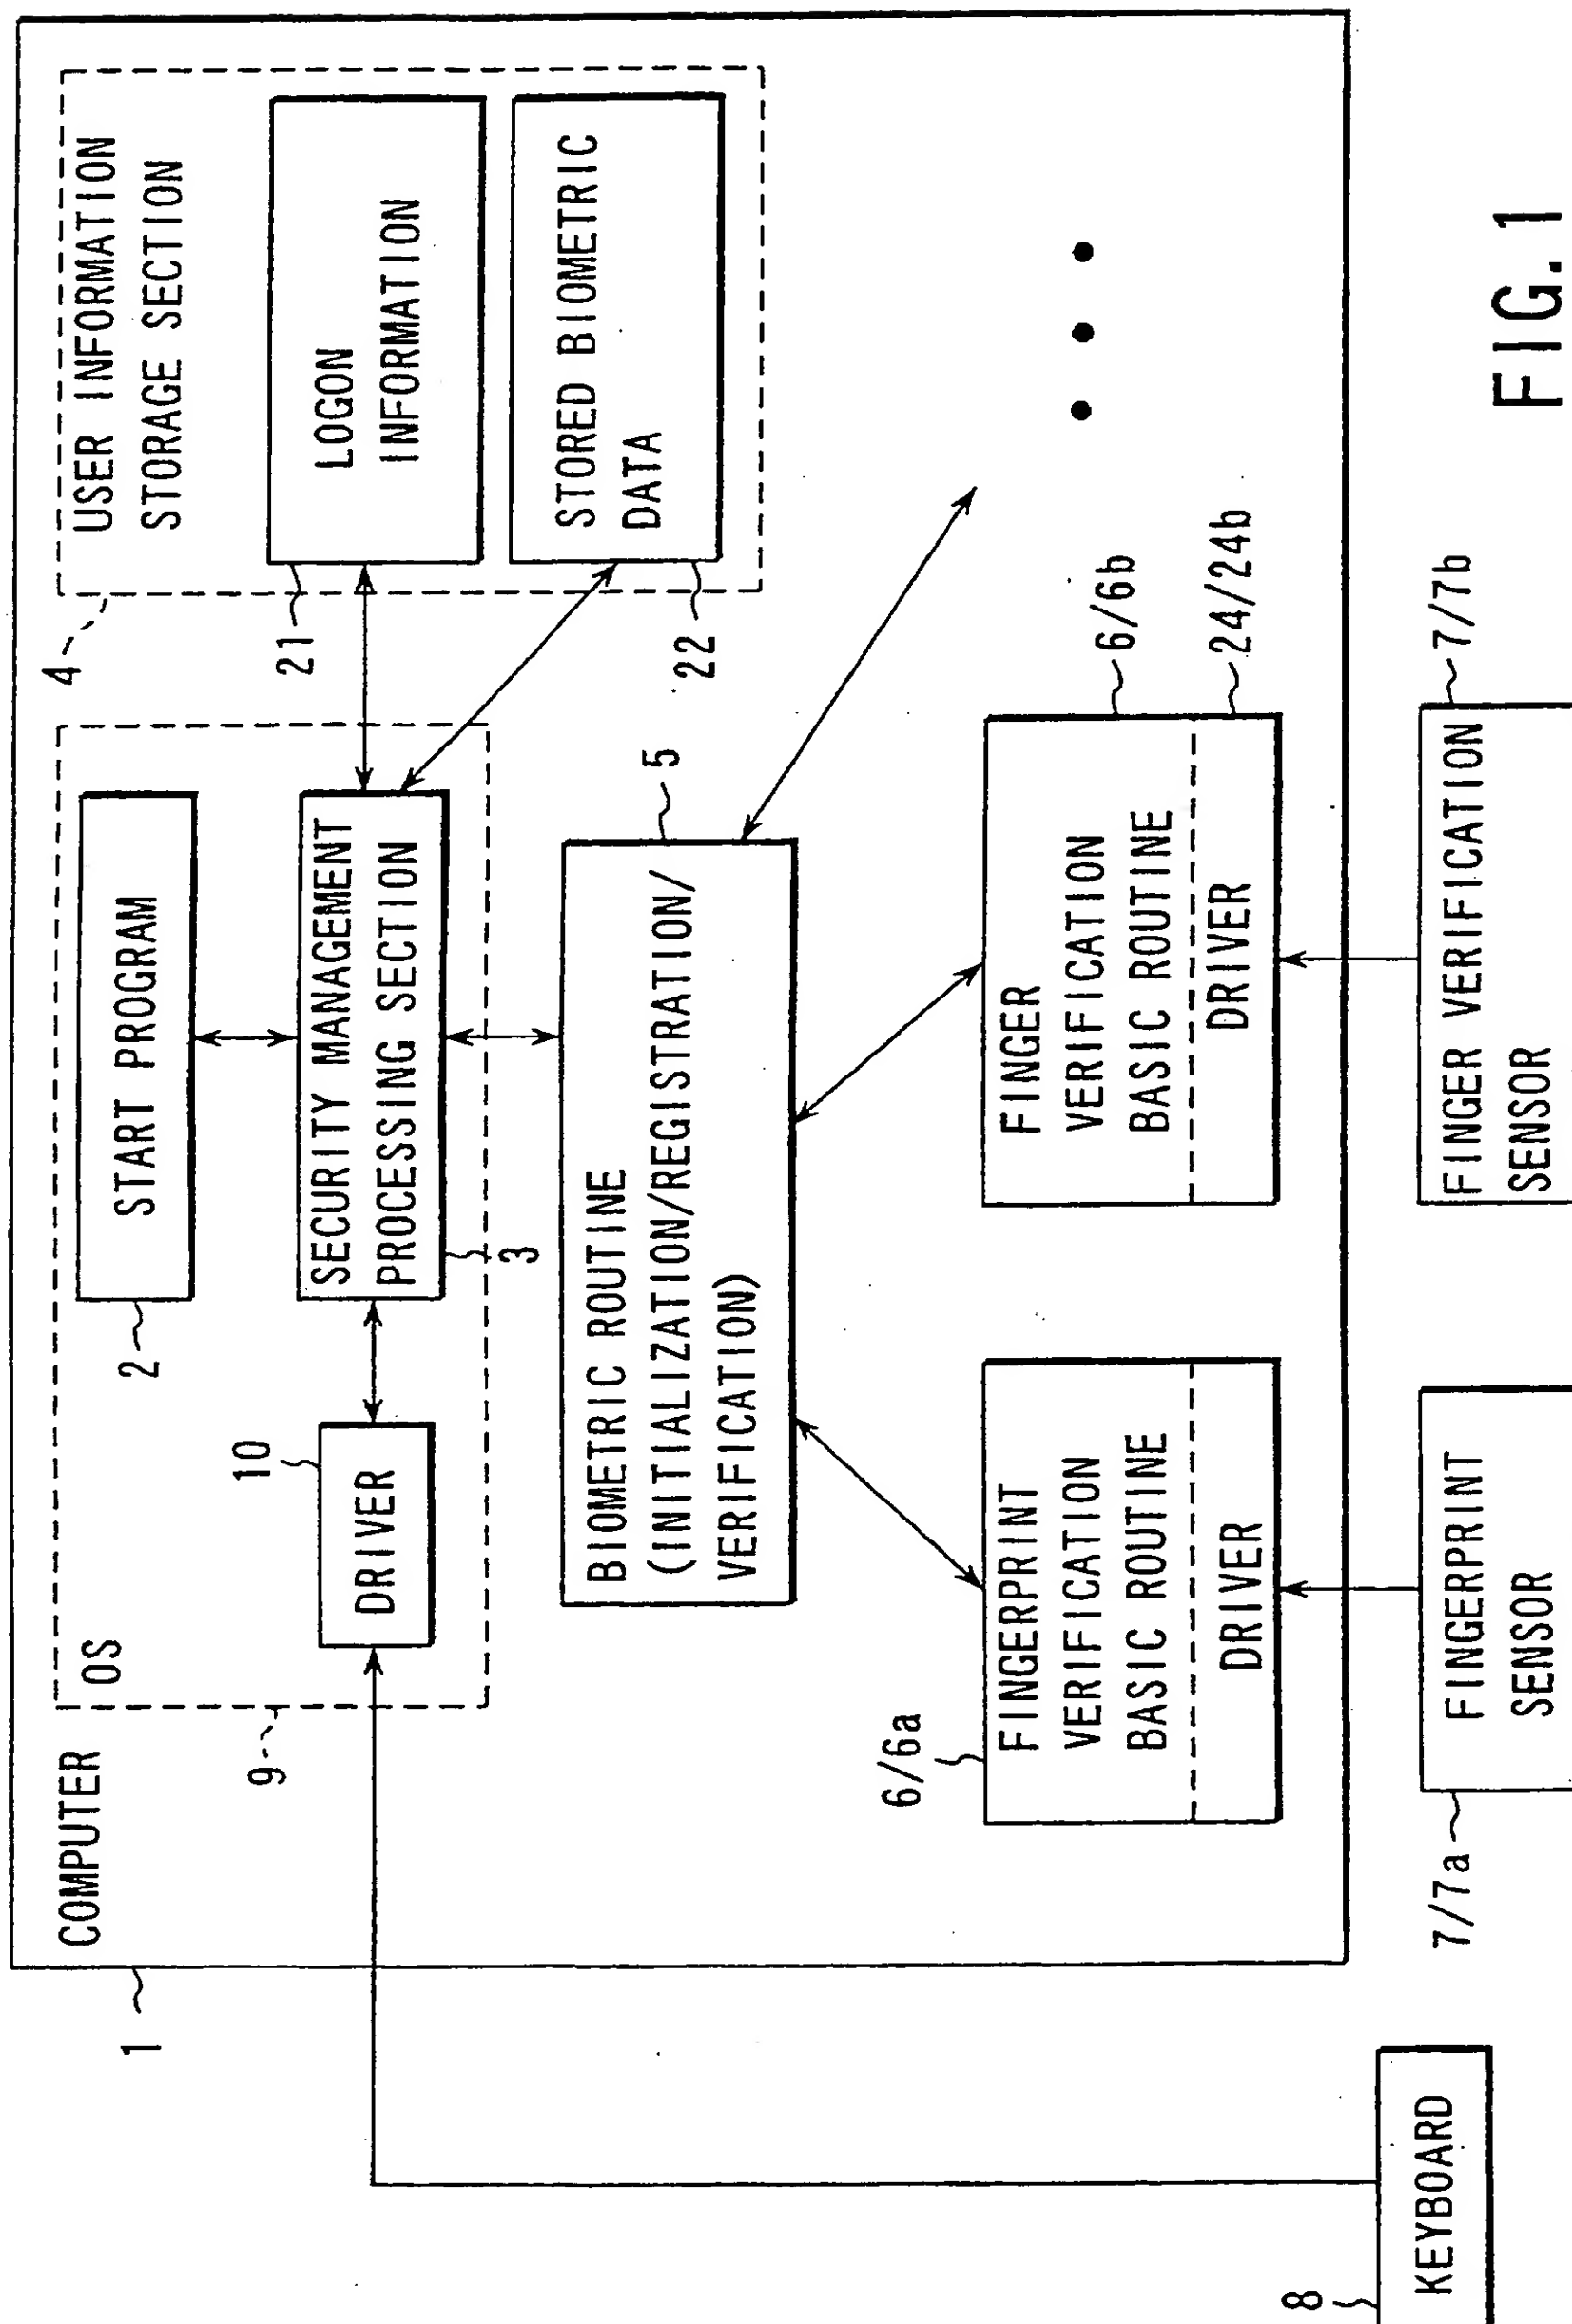 COMPUTER
1
OS
9
START PROGRAM
2
DRIVER
10
SECURITY MANAGEMENT
PROCESSING SECTION
3
4
USER INFORMATION
STORAGE SECTION
LOGON
INFORMATION
21
STORED BIOMETRIC
DATA
22
BIOMETRIC ROUTINE
(INITIALIZATION/REGISTRATION/
VERIFICATION)
5
6/6a
FINGERPRINT
VERIFICATION
BASIC ROUTINE
DRIVER
FINGER
VERIFICATION
BASIC ROUTINE
DRIVER
6/6b
24/24b
8
KEYBOARD
7/7a
FINGERPRINT
SENSOR
FINGER VERIFICATION
SENSOR
7/7b
FIG. 1